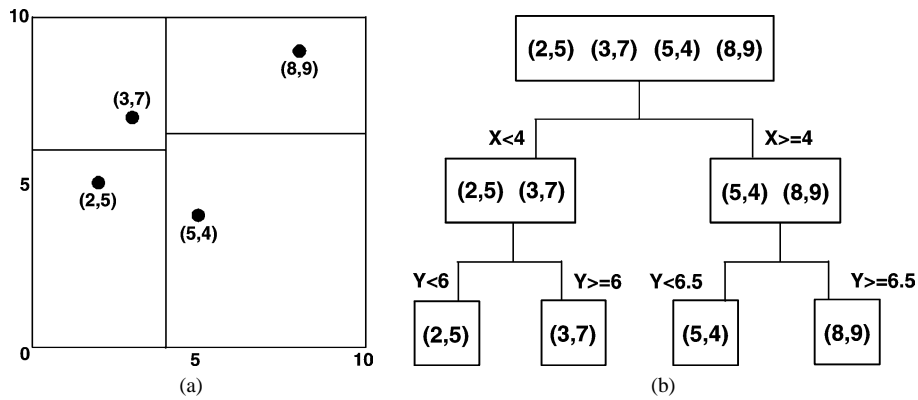 10
(8,9)
(3,7)
5
(2,5)
(5,4)
0
5
10
(a)
(2,5) (3,7) (5,4) (8,9)
X<4
X>=4
(2,5) (3,7)
(5,4) (8,9)
Y<6
Y>=6
Y<6.5
Y>=6.5
(2,5)
(3,7)
(5,4)
(8,9)
(b)